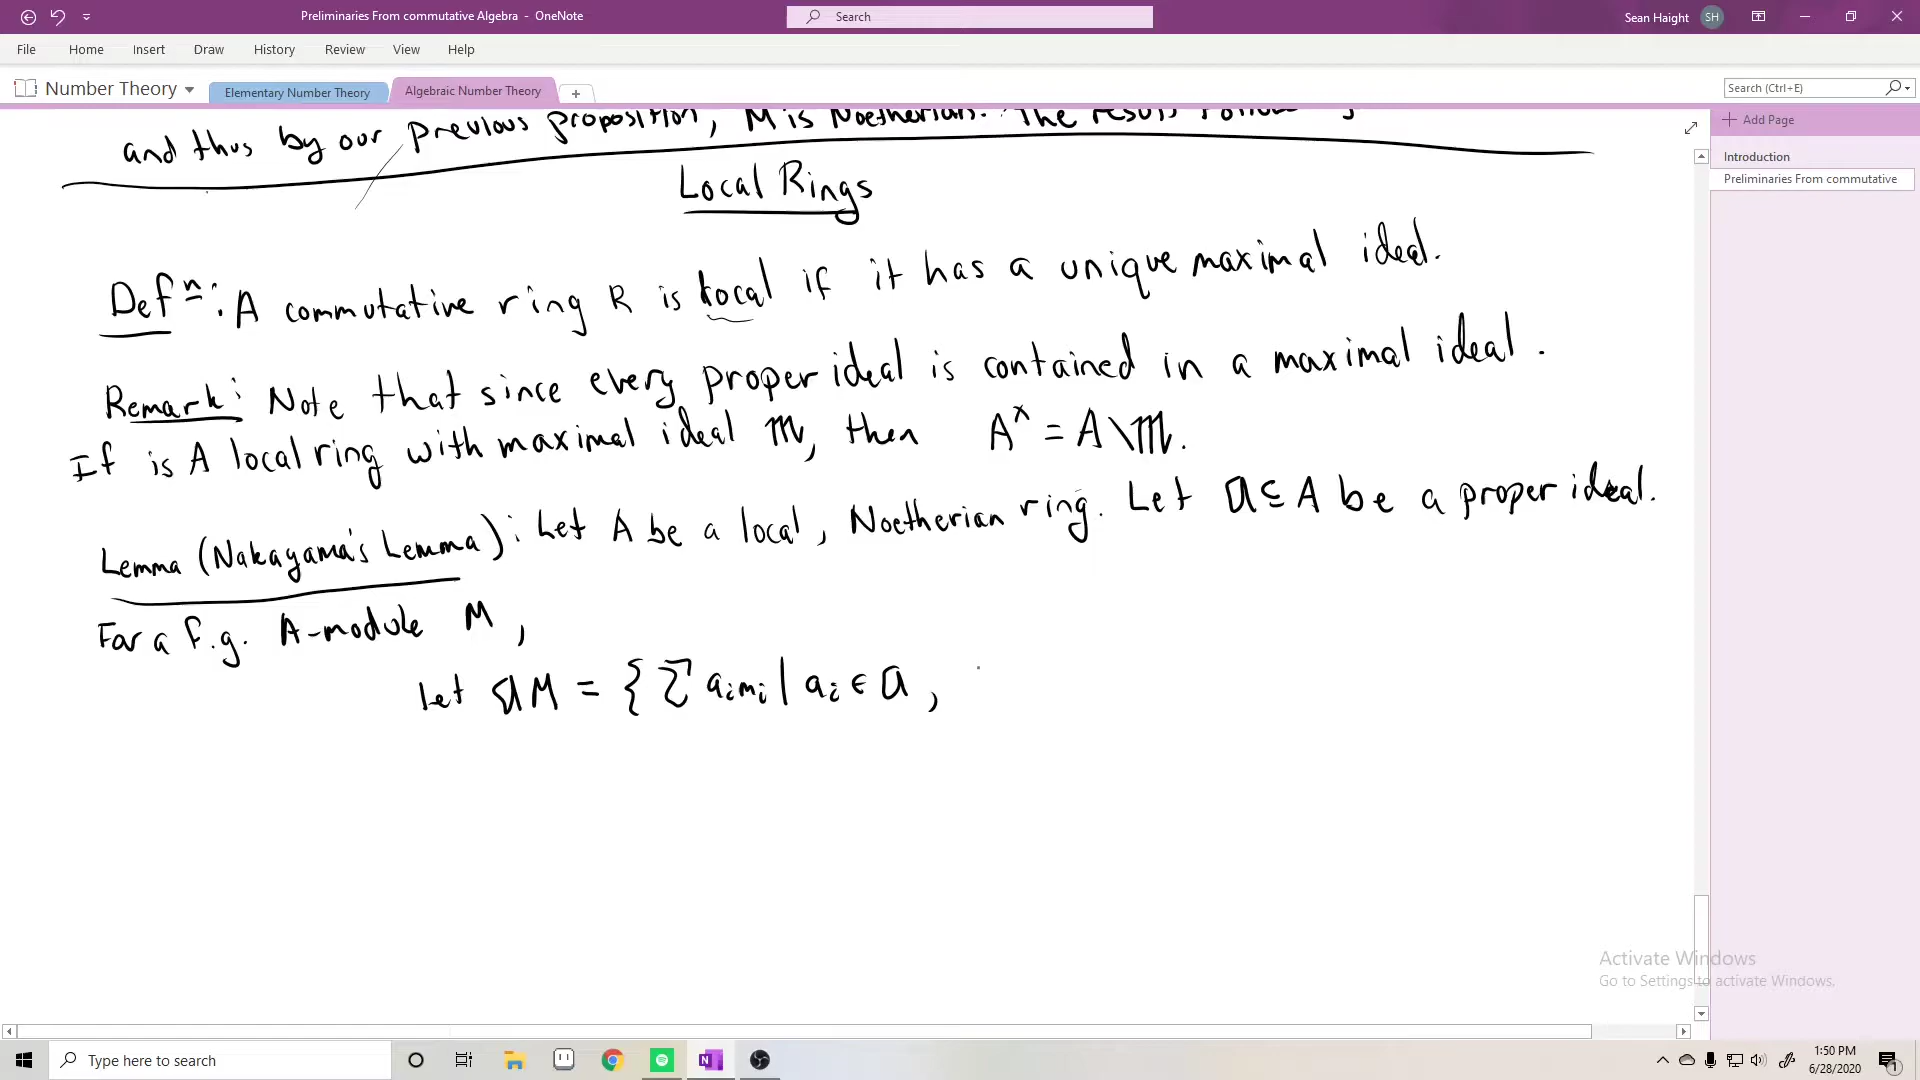 Preliminaries From commutative Algebra - OneNote
Search
Sean Haight
SH
File Home Insert Draw History Review View Help
Number Theory
Elementary Number Theory
Algebraic Number Theory
+
Search (Ctrl+E)
Add Page
Introduction
Preliminaries From commutative
and thus by our previous proposition, M is Noetherian. The result follows
Local Rings
Defⁿ: A commutative ring R is local if it has a unique maximal ideal.
Remark: Note that since every proper ideal is contained in a maximal ideal.
If is A local ring with maximal ideal 𝔪, then A^× = A \ 𝔪.
Lemma (Nakayama's Lemma): Let A be a local, Noetherian ring. Let 𝔞 ⊆ A be a proper ideal.
For a f.g. A-module M,
Let 𝔞M = { Σ aᵢmᵢ | aᵢ ∈ 𝔞 ,
Activate Windows
Go to Settings to activate Windows.
Type here to search
1:50 PM
6/28/2020
1